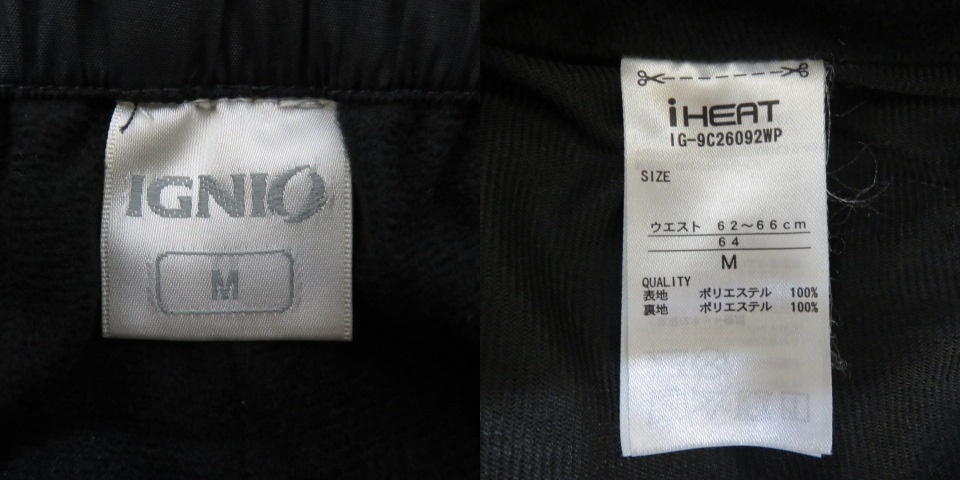 IGNIO
M
iHEAT
IG-9C26092WP
SIZE
ウエスト 62～66cm
64
M
QUALITY
表地 ポリエステル 100%
裏地 ポリエステル 100%